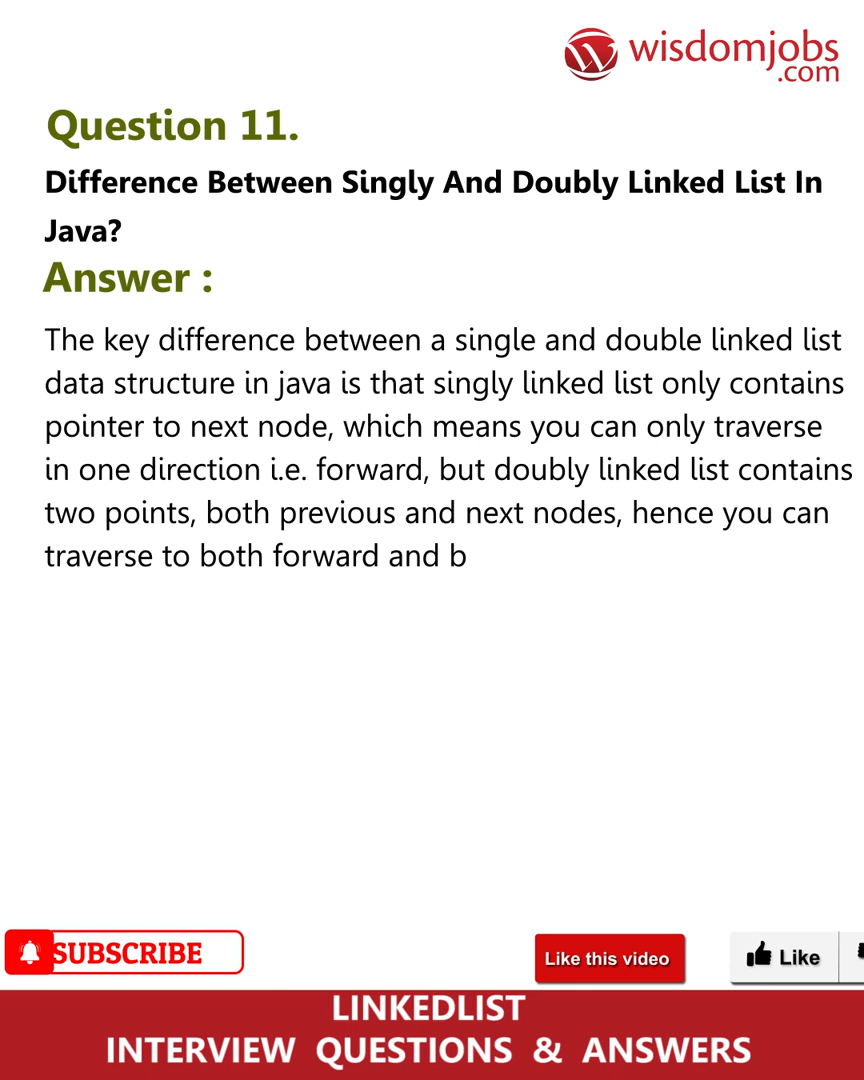 wisdomjobs
.com
Question 11.
Difference Between Singly And Doubly Linked List In
Java?
Answer :
The key difference between a single and double linked list
data structure in java is that singly linked list only contains
pointer to next node, which means you can only traverse
in one direction i.e. forward, but doubly linked list contains
two points, both previous and next nodes, hence you can
traverse to both forward and b
SUBSCRIBE
Like this video
Like
LINKEDLIST
INTERVIEW QUESTIONS & ANSWERS